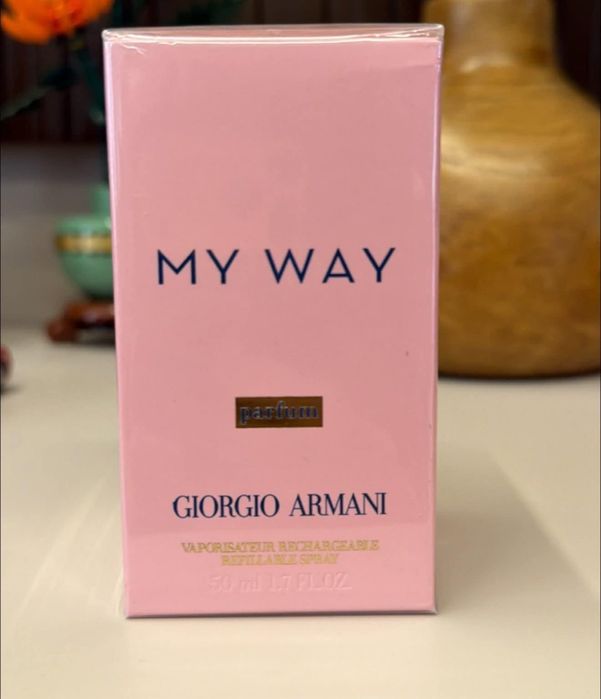 MY WAY
parfum
GIORGIO ARMANI
VAPORISATEUR RECHARGEABLE
REFILLABLE SPRAY
50 ml 1.7 FL.OZ.